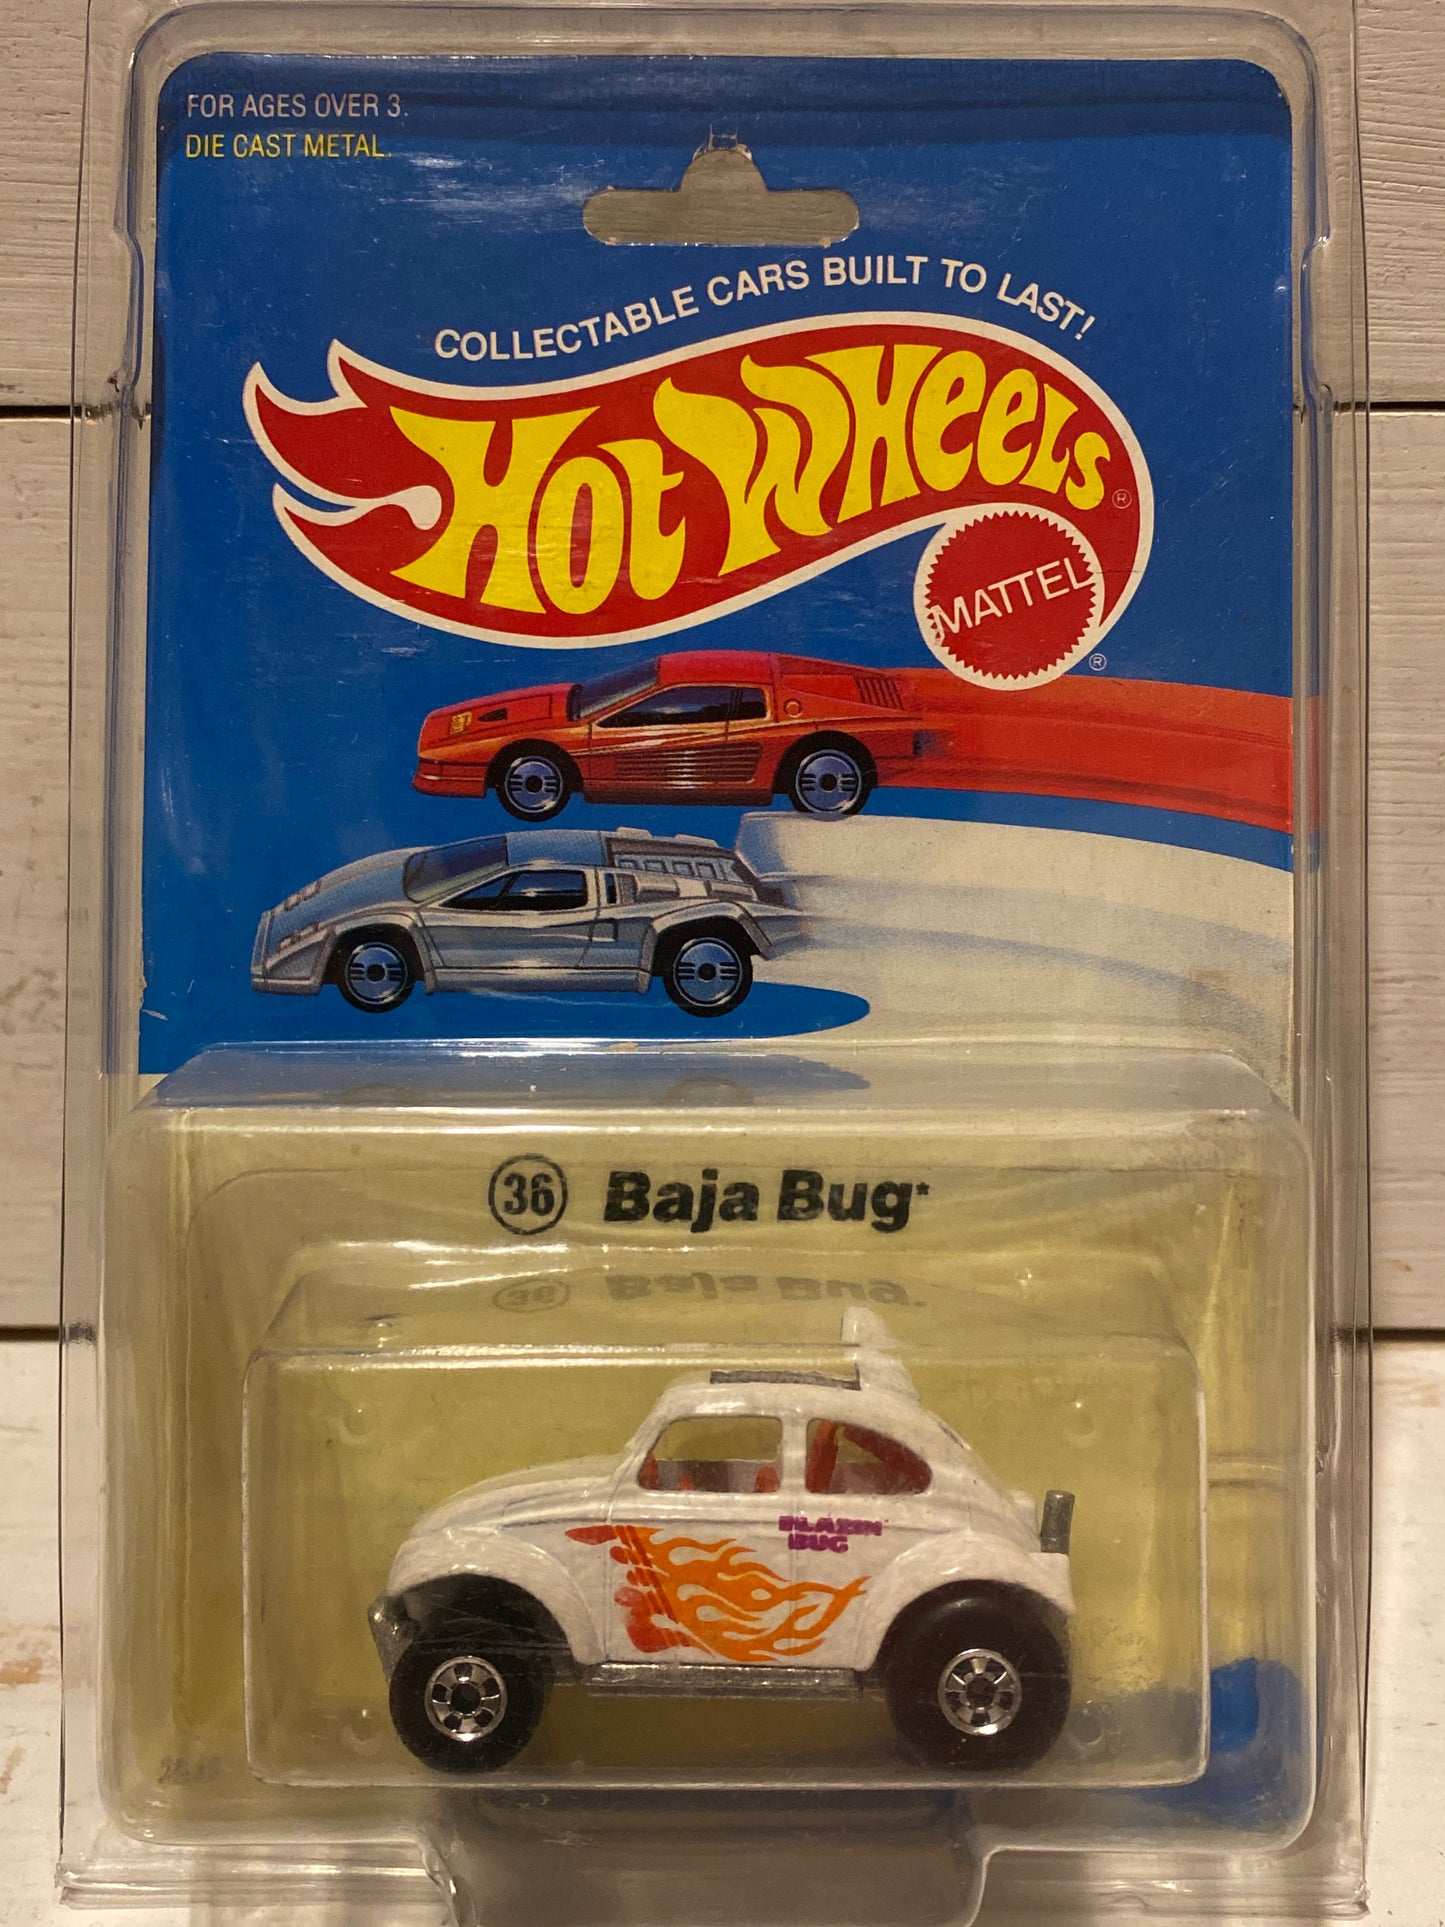 FOR AGES OVER 3.
DIE CAST METAL.
COLLECTABLE CARS BUILT TO LAST!
HOT WHEELS®
MATTEL
®
36 Baja Bug*
BLAZIN'
BUG